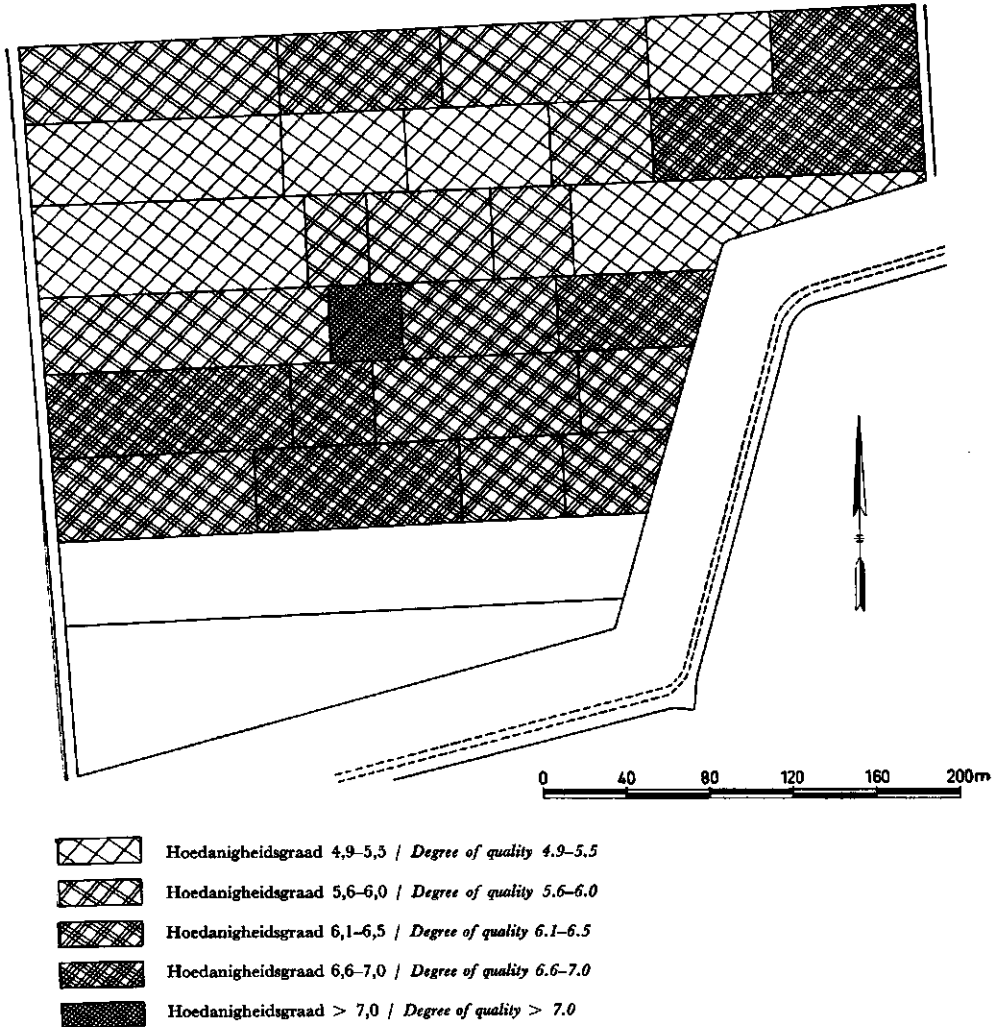 0 40 80 120 160 200m
Hoedanigheidsgraad 4,9–5,5 / Degree of quality 4.9–5.5
Hoedanigheidsgraad 5,6–6,0 / Degree of quality 5.6–6.0
Hoedanigheidsgraad 6,1–6,5 / Degree of quality 6.1–6.5
Hoedanigheidsgraad 6,6–7,0 / Degree of quality 6.6–7.0
Hoedanigheidsgraad > 7,0 / Degree of quality > 7.0